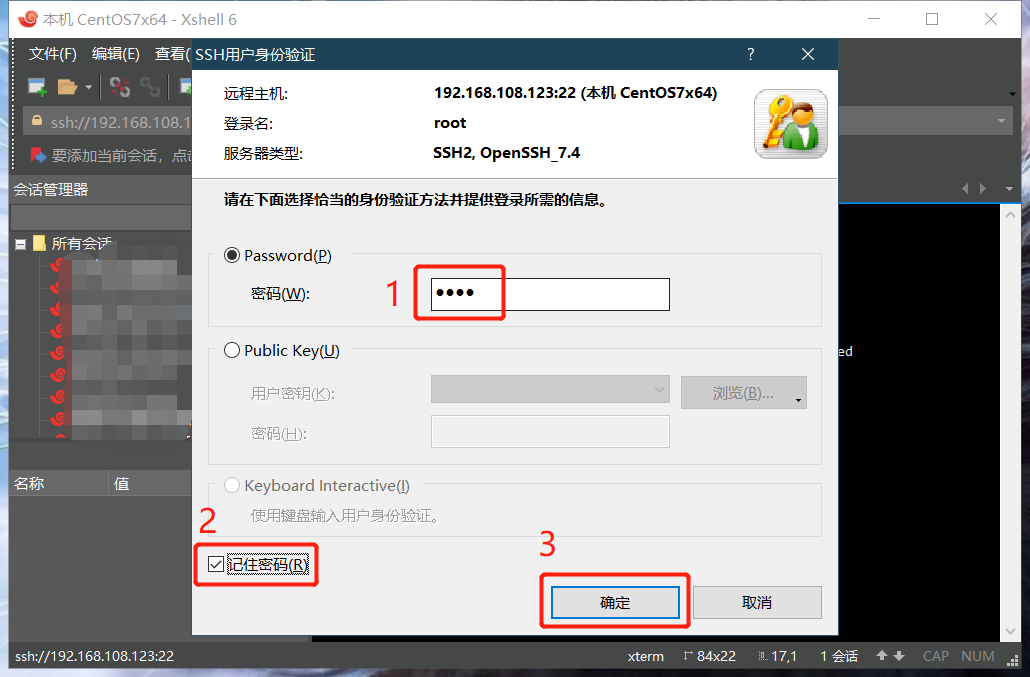 本机 CentOS7x64 - Xshell 6
文件(F) 编辑(E) 查看(
ssh://192.168.108.1
要添加当前会话，点击
会话管理器
所有会话
名称 值
SSH用户身份验证 ?
远程主机: 192.168.108.123:22 (本机 CentOS7x64)
登录名: root
服务器类型: SSH2, OpenSSH_7.4
请在下面选择恰当的身份验证方法并提供登录所需的信息。
Password(P)
密码(W): 1 ••••
Public Key(U)
用户密钥(K): 浏览(B)...
密码(H):
Keyboard Interactive(I)
使用键盘输入用户身份验证。
2
记住密码(R)
3
确定 取消
ed
ssh://192.168.108.123:22 xterm 84x22 17,1 1 会话 CAP NUM